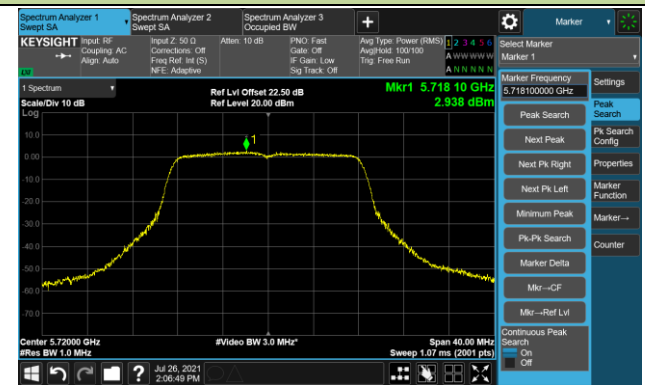 Spectrum Analyzer 1
Swept SA
Spectrum Analyzer 2
Swept SA
Spectrum Analyzer 3
Occupied BW
+
Marker
KEYSIGHT
Input: RF
Coupling: AC
Align: Auto
Input Z: 50 Ω
Corrections: Off
Freq Ref: Int (S)
NFE: Adaptive
Atten: 10 dB
PNO: Fast
Gate: Off
IF Gain: Low
Sig Track: Off
Avg Type: Power (RMS)
Avg|Hold: 100/100
Trig: Free Run
1 2 3 4 5 6
A W W W W W
A N N N N N
Select Marker
Marker 1
1 Spectrum
Scale/Div 10 dB
Log
Ref Lvl Offset 22.50 dB
Ref Level 20.00 dBm
Mkr1 5.718 10 GHz
2.938 dBm
10.0
0.00
-10.0
-20.0
-30.0
-40.0
-50.0
-60.0
-70.0
1
Center 5.72000 GHz
#Res BW 1.0 MHz
#Video BW 3.0 MHz*
Span 40.00 MHz
Sweep 1.07 ms (2001 pts)
Marker Frequency
5.718100000 GHz
Peak Search
Next Peak
Next Pk Right
Next Pk Left
Minimum Peak
Pk-Pk Search
Marker Delta
Mkr→CF
Mkr→Ref Lvl
Continuous Peak
Search
On
Off
Settings
Peak
Search
Pk Search
Config
Properties
Marker
Function
Marker→
Counter
?
Jul 26, 2021
2:06:49 PM